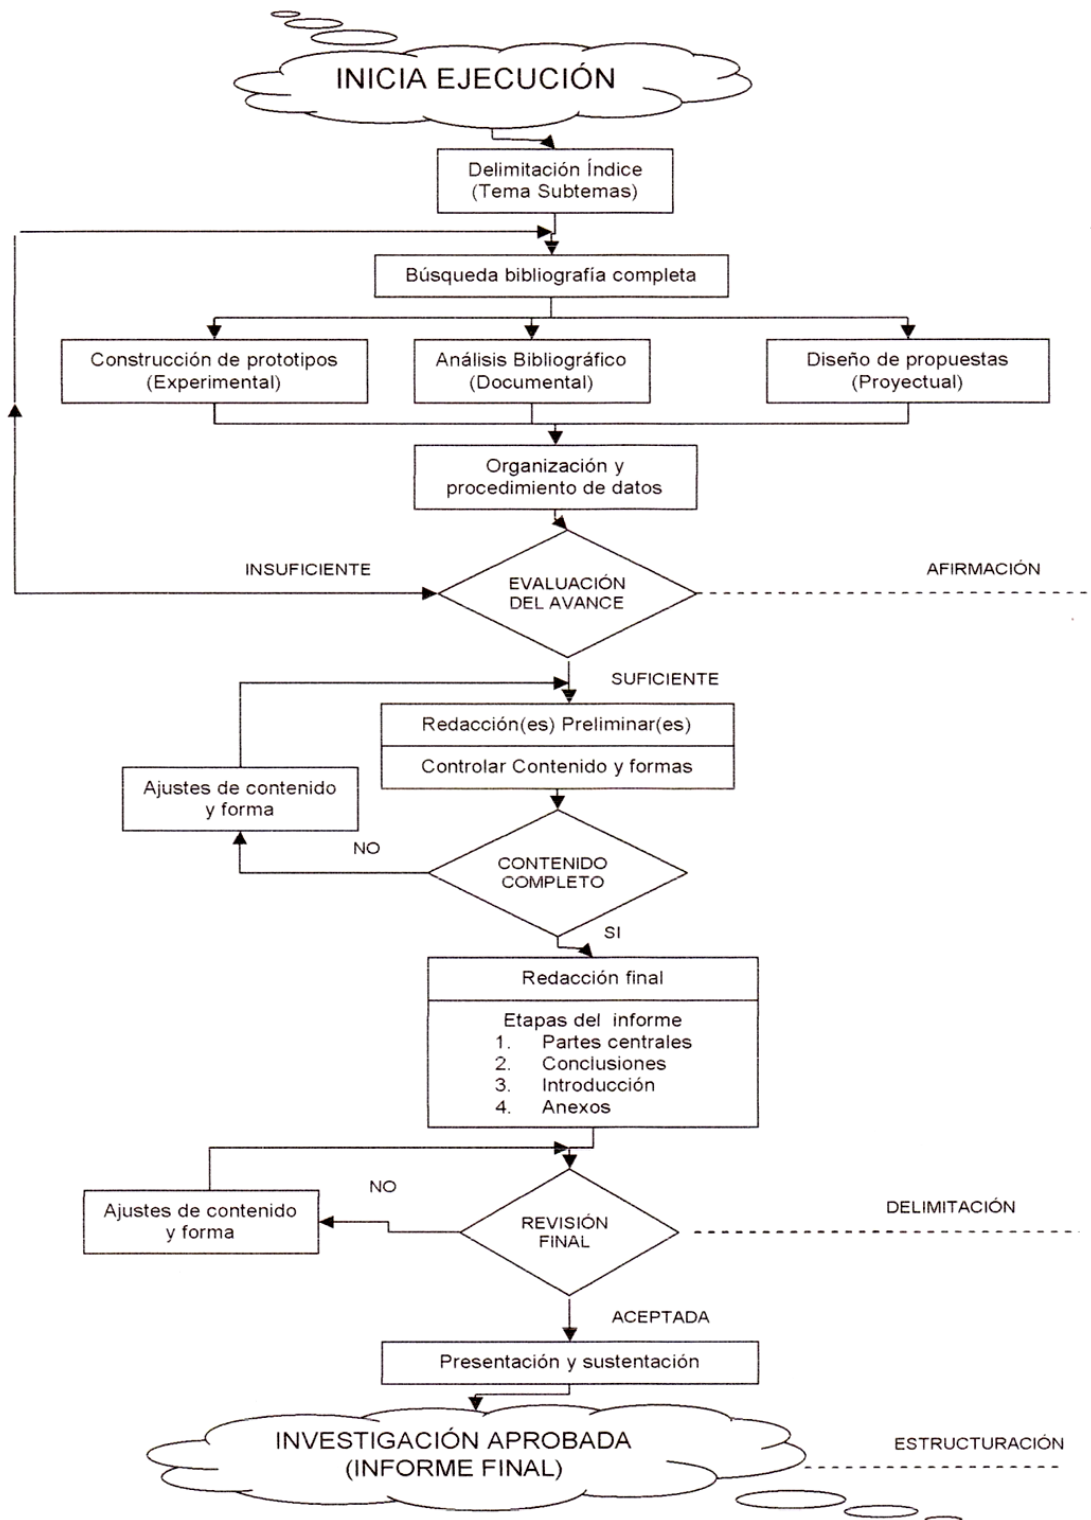 INICIA EJECUCIÓN
Delimitación Índice
(Tema Subtemas)
Búsqueda bibliografía completa
Construcción de prototipos
(Experimental)
Análisis Bibliográfico
(Documental)
Diseño de propuestas
(Proyectual)
Organización y
procedimiento de datos
INSUFICIENTE
EVALUACIÓN
DEL AVANCE
AFIRMACIÓN
SUFICIENTE
Redacción(es) Preliminar(es)
Controlar Contenido y formas
Ajustes de contenido
y forma
NO
CONTENIDO
COMPLETO
SI
Redacción final
Etapas del informe
1. Partes centrales
2. Conclusiones
3. Introducción
4. Anexos
NO
Ajustes de contenido
y forma
REVISIÓN
FINAL
DELIMITACIÓN
ACEPTADA
Presentación y sustentación
INVESTIGACIÓN APROBADA
(INFORME FINAL)
ESTRUCTURACIÓN